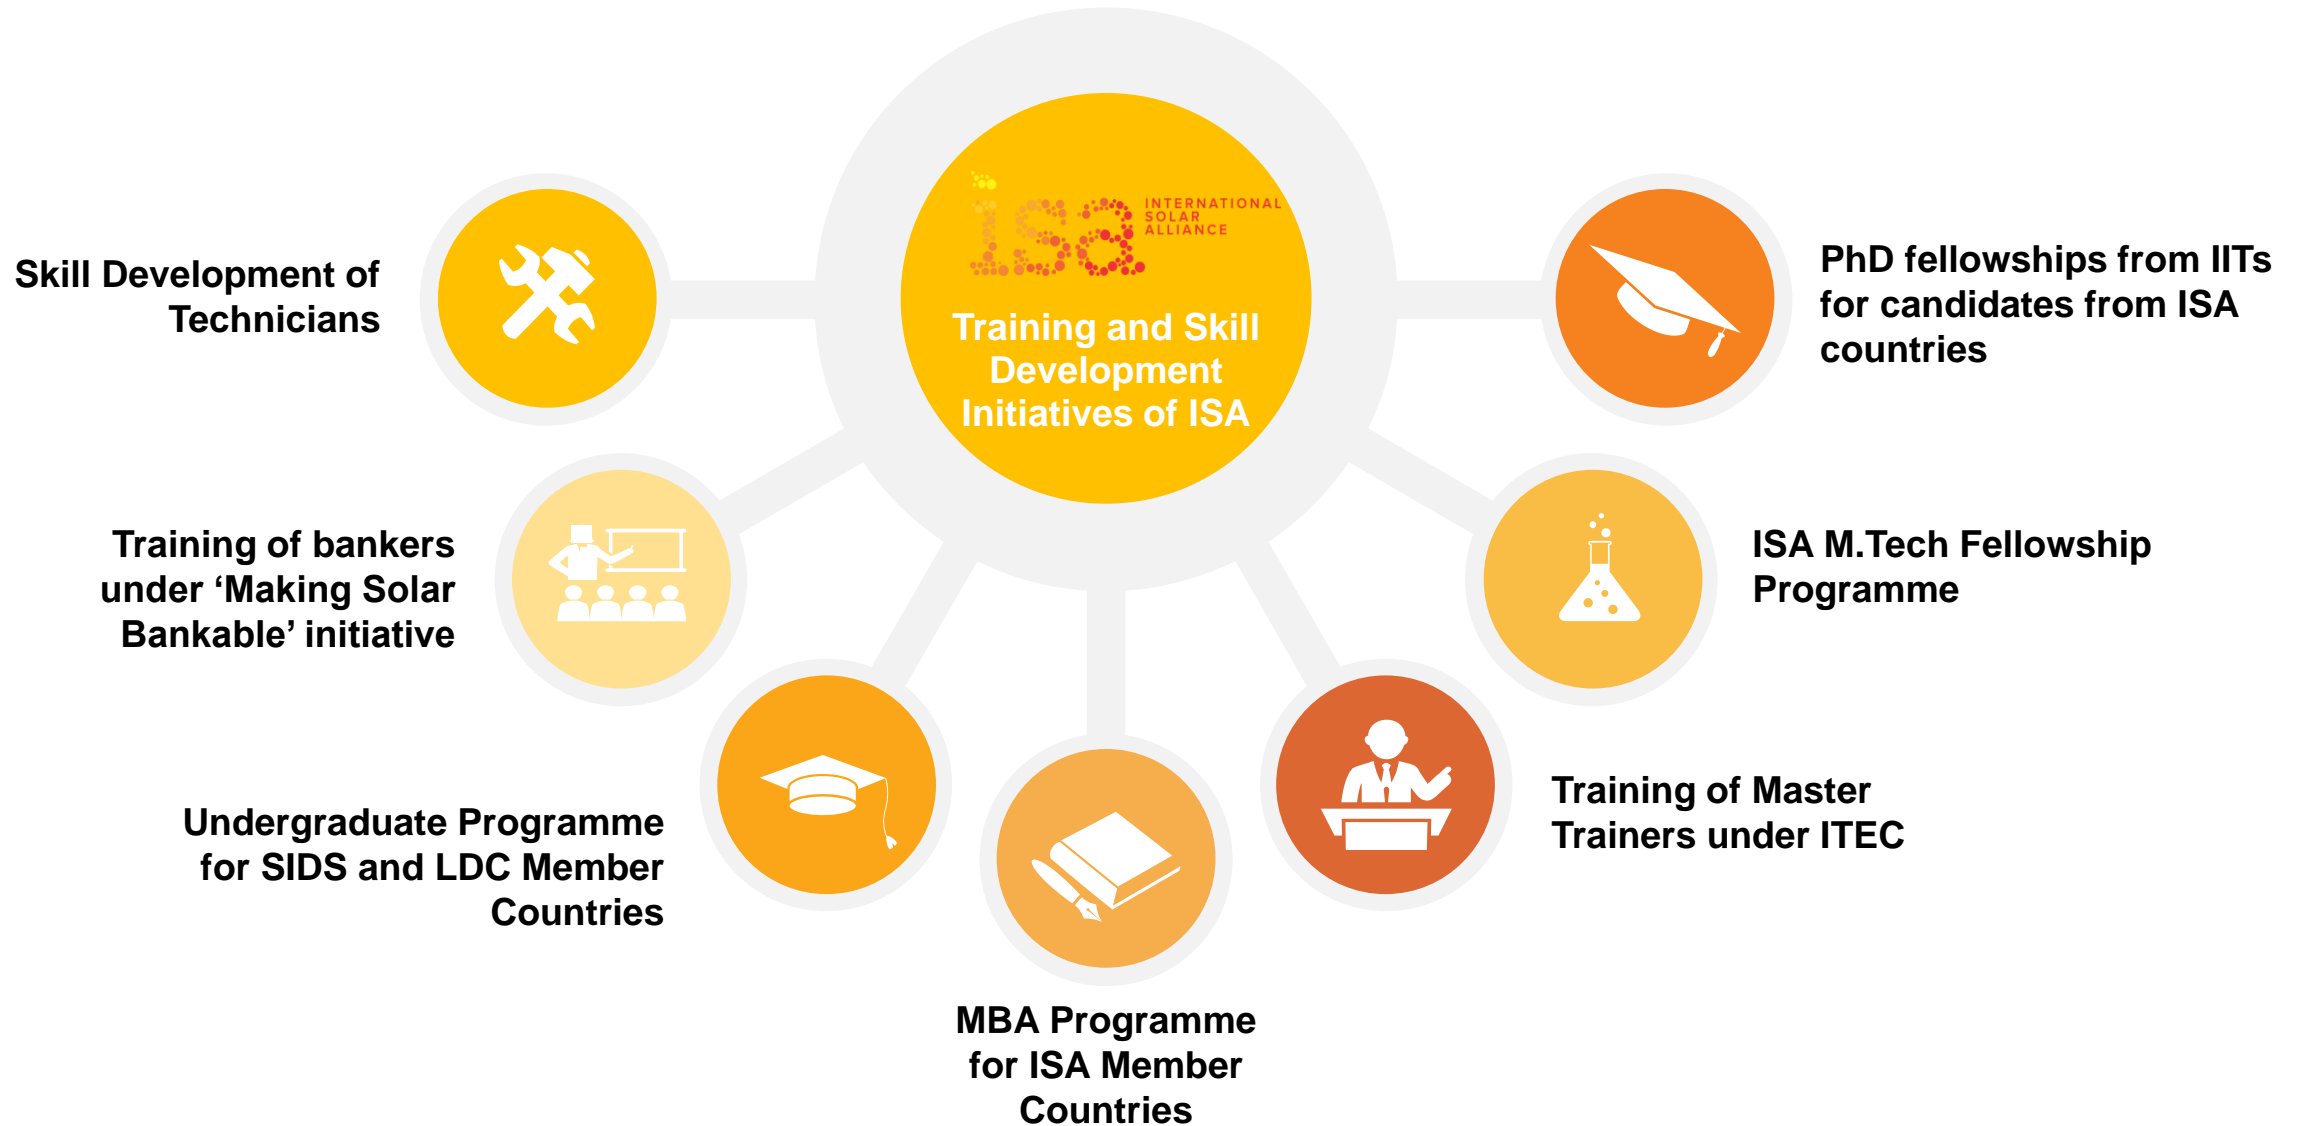 isa
INTERNATIONAL
SOLAR
ALLIANCE
Training and Skill
Development
Initiatives of ISA
Skill Development of
Technicians
Training of bankers
under ‘Making Solar
Bankable’ initiative
Undergraduate Programme
for SIDS and LDC Member
Countries
MBA Programme
for ISA Member
Countries
Training of Master
Trainers under ITEC
ISA M.Tech Fellowship
Programme
PhD fellowships from IITs
for candidates from ISA
countries